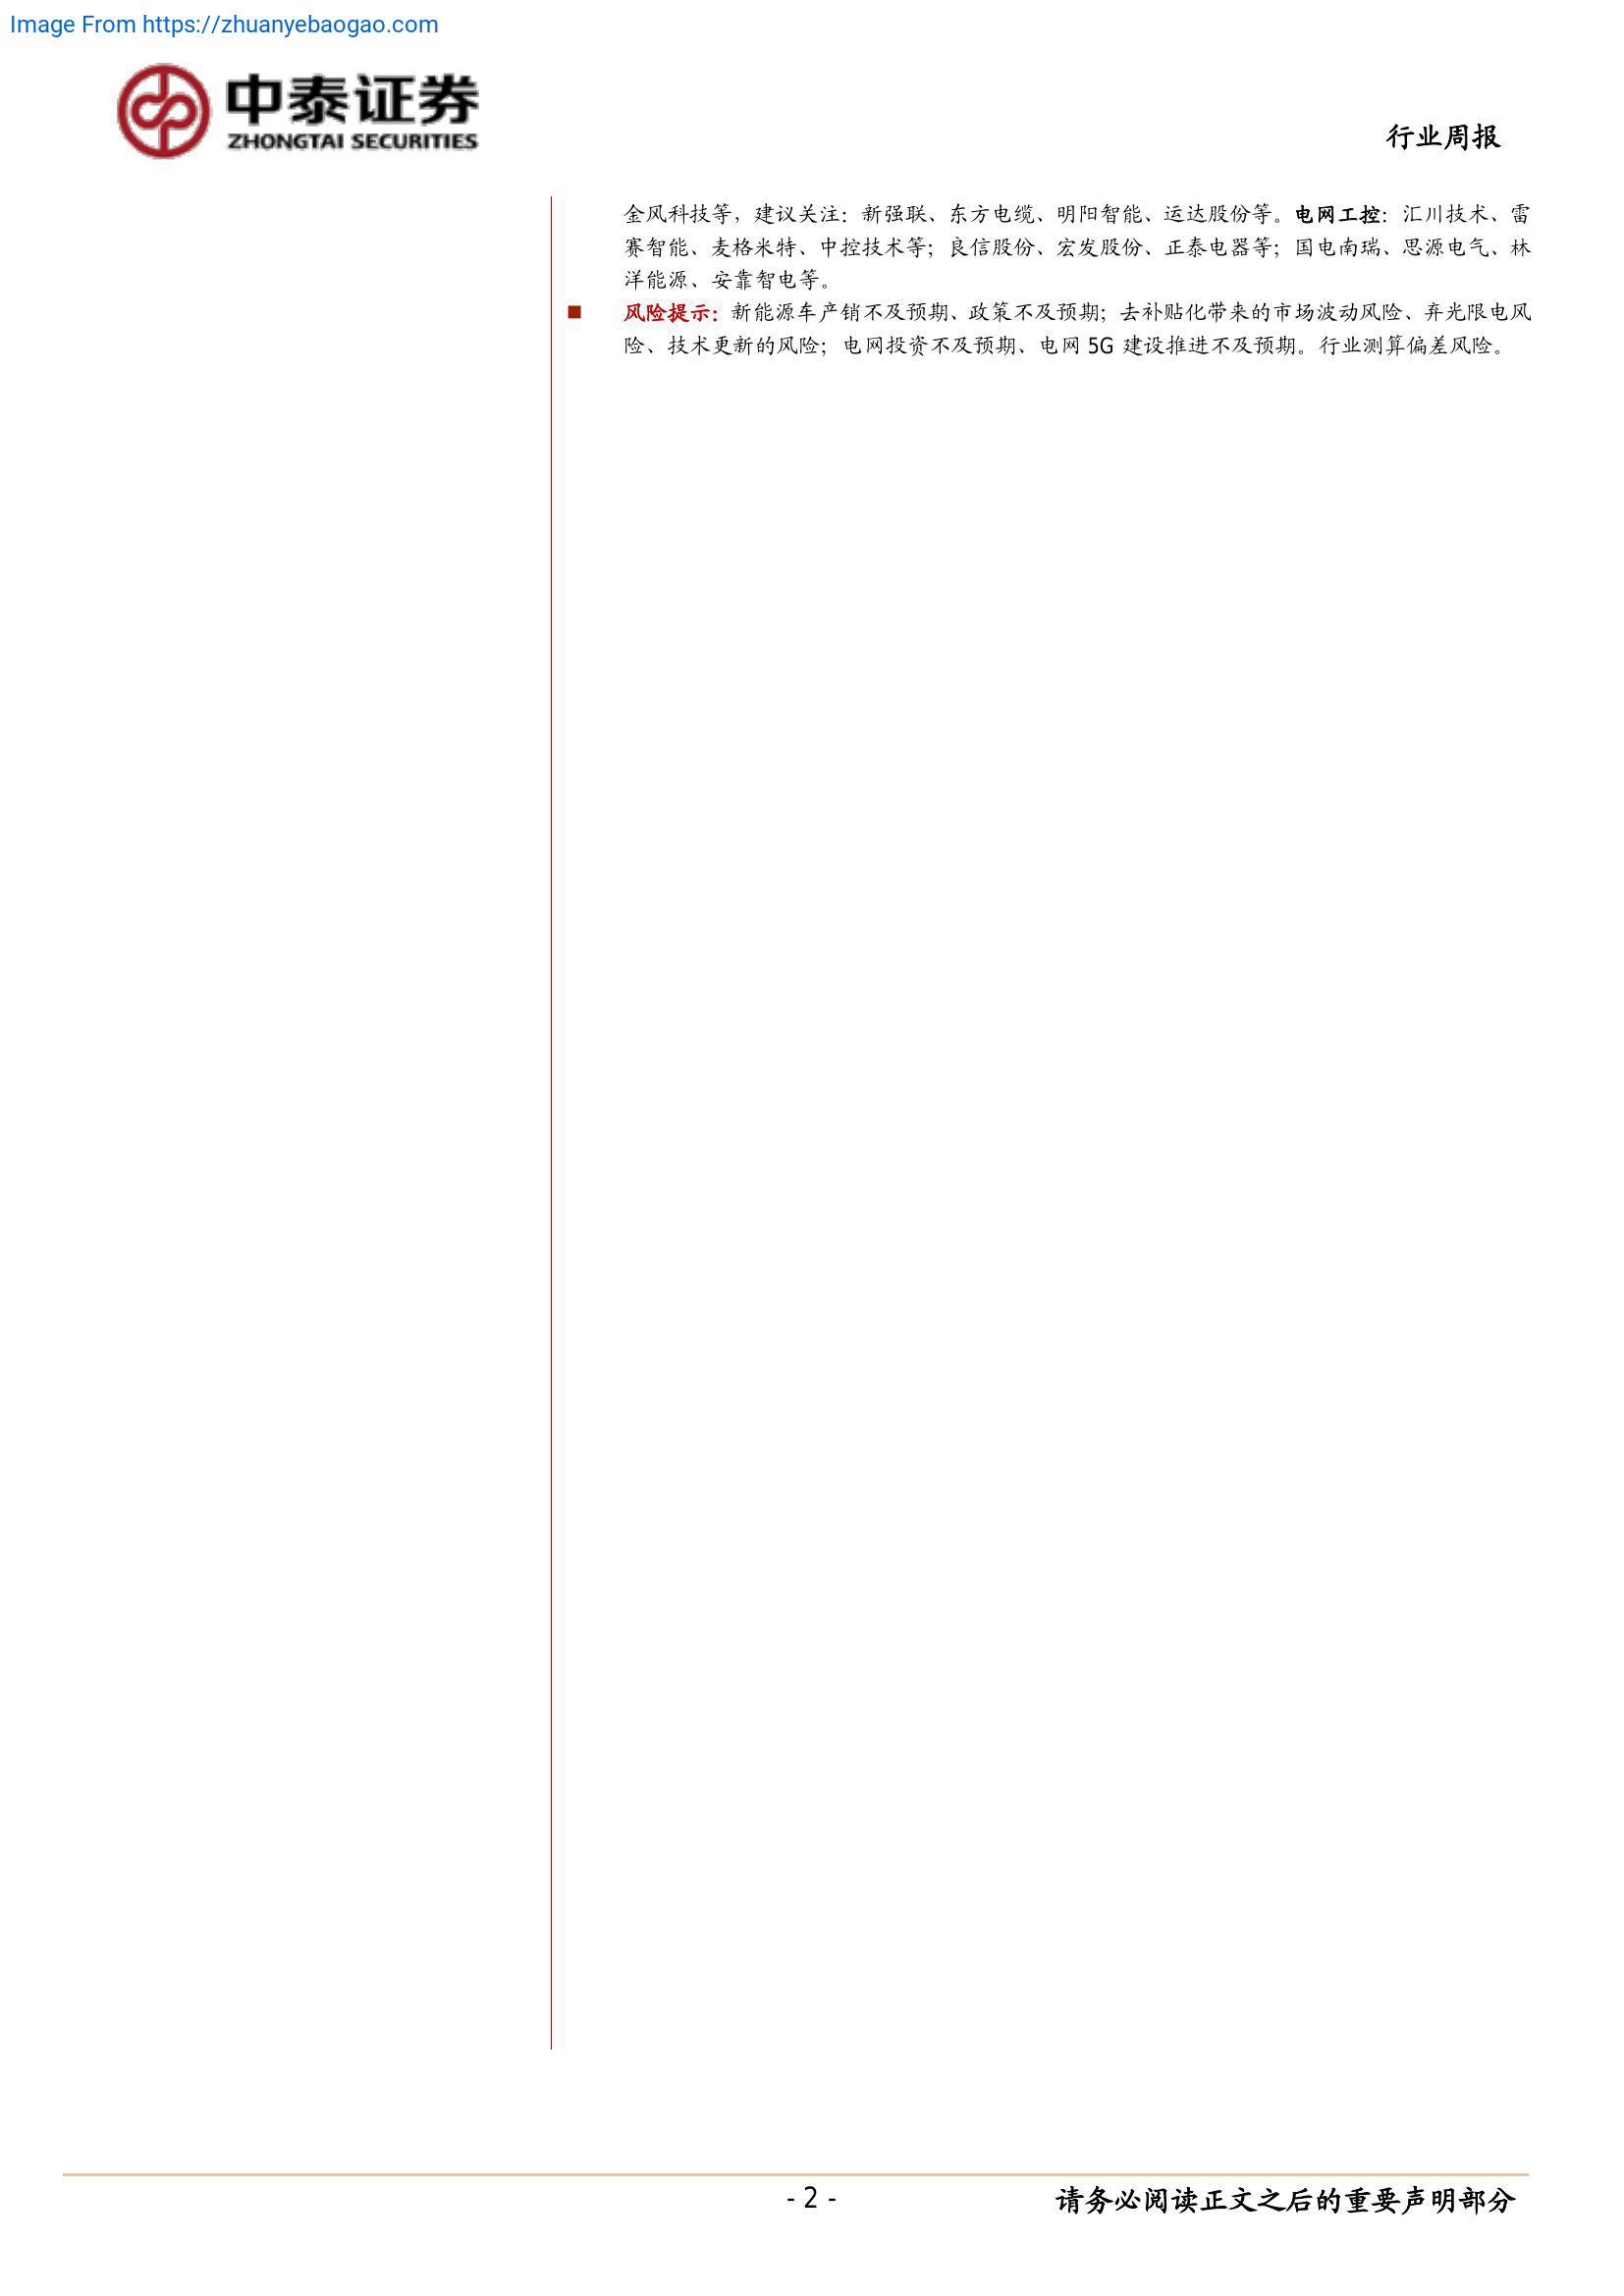 Image From https://zhuanyebaogao.com
中泰证券
ZHONGTAI SECURITIES
行业周报
金风科技等，建议关注：新强联、东方电缆、明阳智能、运达股份等。电网工控：汇川技术、雷
赛智能、麦格米特、中控技术等；良信股份、宏发股份、正泰电器等；国电南瑞、思源电气、林
洋能源、安靠智电等。
■ 风险提示：新能源车产销不及预期、政策不及预期；去补贴化带来的市场波动风险、弃光限电风
险、技术更新的风险；电网投资不及预期、电网 5G 建设推进不及预期。行业测算偏差风险。
- 2 -
请务必阅读正文之后的重要声明部分